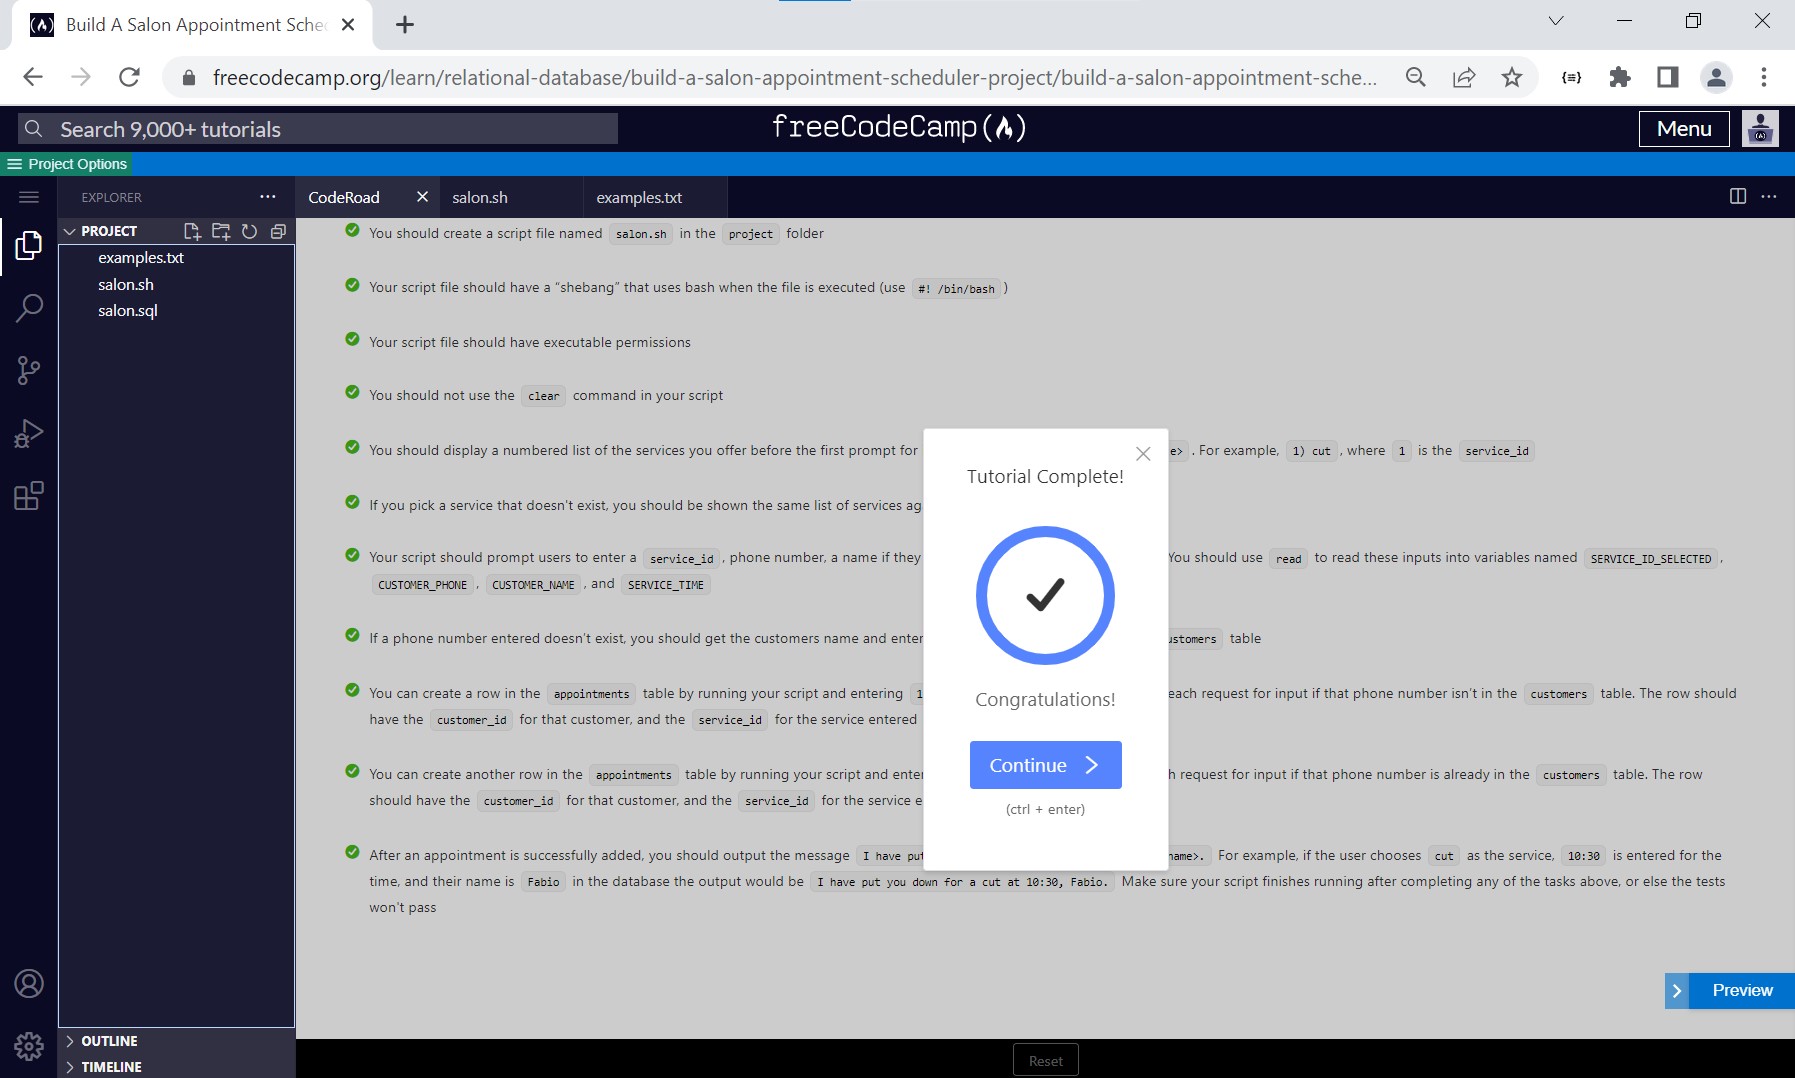 Build A Salon Appointment Sche
freecodecamp.org/learn/relational-database/build-a-salon-appointment-scheduler-project/build-a-salon-appointment-sche...
Search 9,000+ tutorials
freeCodeCamp(🔥)
Menu
Project Options
EXPLORER
CodeRoad
salon.sh
examples.txt
PROJECT
examples.txt
salon.sh
salon.sql
You should create a script file named salon.sh in the project folder
Your script file should have a “shebang” that uses bash when the file is executed (use #! /bin/bash )
Your script file should have executable permissions
You should not use the clear command in your script
You should display a numbered list of the services you offer before the first prompt for e> . For example, 1) cut , where 1 is the service_id
If you pick a service that doesn't exist, you should be shown the same list of services ag
Your script should prompt users to enter a service_id , phone number, a name if they You should use read to read these inputs into variables named SERVICE_ID_SELECTED ,
CUSTOMER_PHONE , CUSTOMER_NAME , and SERVICE_TIME
If a phone number entered doesn’t exist, you should get the customers name and enter ustomers table
You can create a row in the appointments table by running your script and entering 1 each request for input if that phone number isn’t in the customers table. The row should
have the customer_id for that customer, and the service_id for the service entered
You can create another row in the appointments table by running your script and ente h request for input if that phone number is already in the customers table. The row
should have the customer_id for that customer, and the service_id for the service e
After an appointment is successfully added, you should output the message I have put name>. For example, if the user chooses cut as the service, 10:30 is entered for the
time, and their name is Fabio in the database the output would be I have put you down for a cut at 10:30, Fabio. Make sure your script finishes running after completing any of the tasks above, or else the tests
won't pass
Tutorial Complete!
Congratulations!
Continue
(ctrl + enter)
Preview
OUTLINE
TIMELINE
Reset